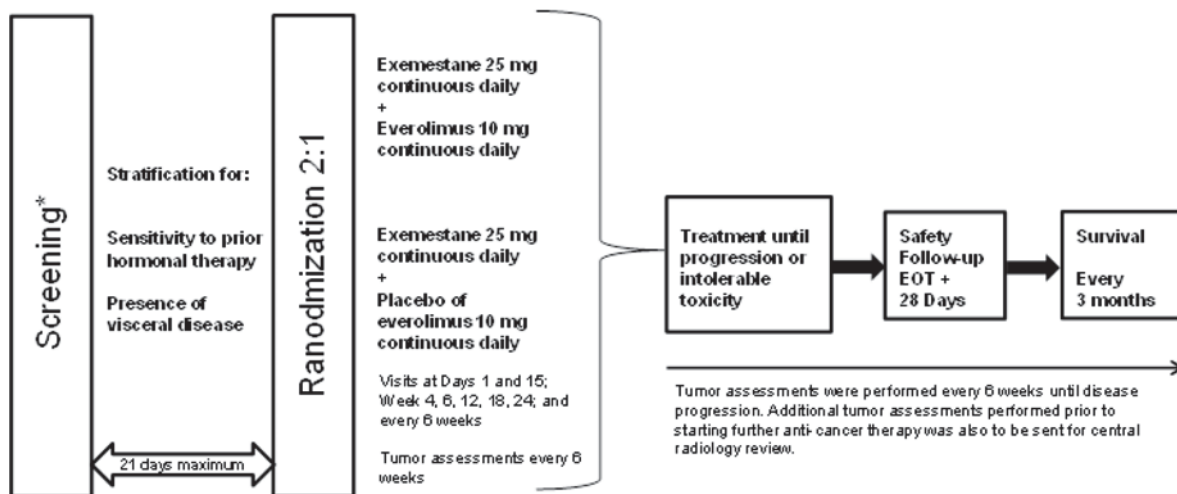 Screening*
Stratification for:
Sensitivity to prior
hormonal therapy
Presence of
visceral disease
21 days maximum
Ranodmization 2:1
Exemestane 25 mg
continuous daily
+
Everolimus 10 mg
continuous daily
Exemestane 25 mg
continuous daily
+
Placebo of
everolimus 10 mg
continuous daily
Visits at Days 1 and 15;
Week 4, 6, 12, 18, 24; and
every 6 weeks
Tumor assessments every 6
weeks
Treatment until
progression or
intolerable
toxicity
Safety
Follow-up
EOT +
28 Days
Survival
Every
3 months
Tumor assessments were performed every 6 weeks until disease
progression. Additional tumor assessments performed prior to
starting further anti-cancer therapy was also to be sent for central
radiology review.